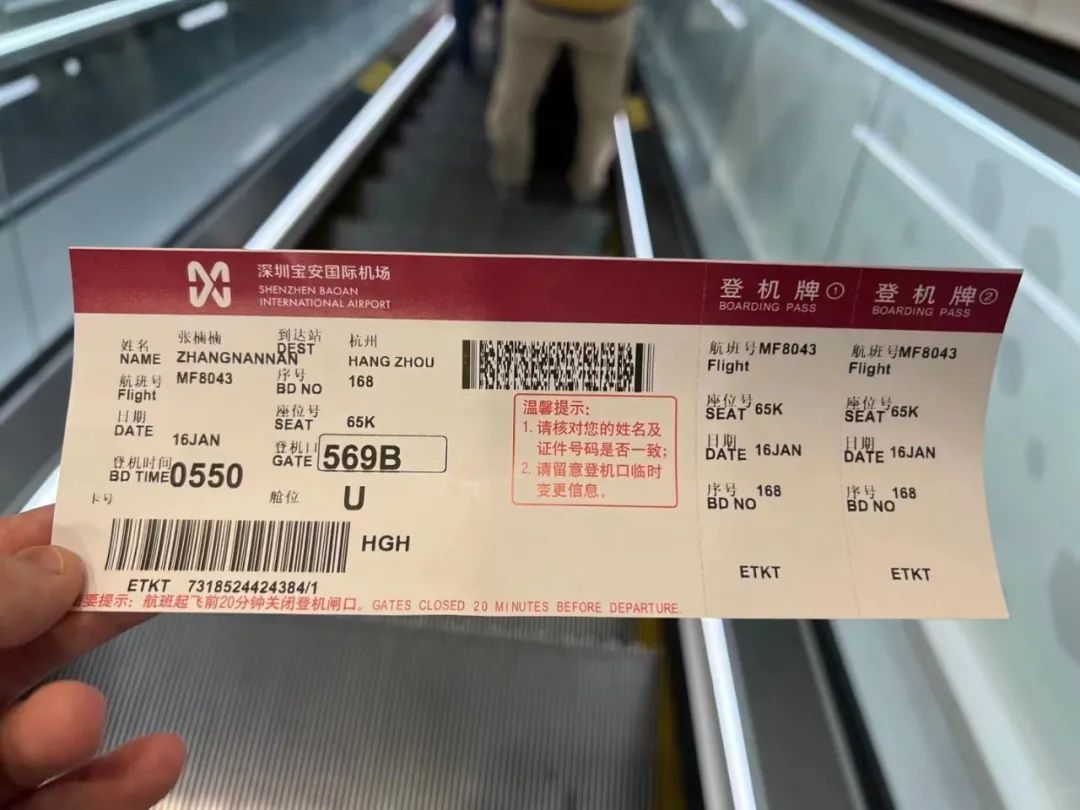 深圳宝安国际机场
SHENZHEN BAOAN
INTERNATIONAL AIRPORT
登机牌①
BOARDING PASS
登机牌②
BOARDING PASS
姓名 张楠楠 到达站 杭州
NAME ZHANGNANNAN DEST HANG ZHOU
航班号 MF8043 序号 168
Flight BD NO
日期 座位号
DATE 16JAN SEAT 65K
登机时间 0550 登机口 569B
BD TIME GATE
卡号 舱位 U
HGH
ETKT 7318524424384/1
温馨提示:
1. 请核对您的姓名及
证件号码是否一致;
2. 请留意登机口临时
变更信息。
要提示: 航班起飞前20分钟关闭登机闸口。GATES CLOSED 20 MINUTES BEFORE DEPARTURE.
航班号MF8043
Flight
座位号
SEAT 65K
日期
DATE 16JAN
序号 168
BD NO
ETKT
航班号MF8043
Flight
座位号
SEAT 65K
日期
DATE 16JAN
序号 168
BD NO
ETKT